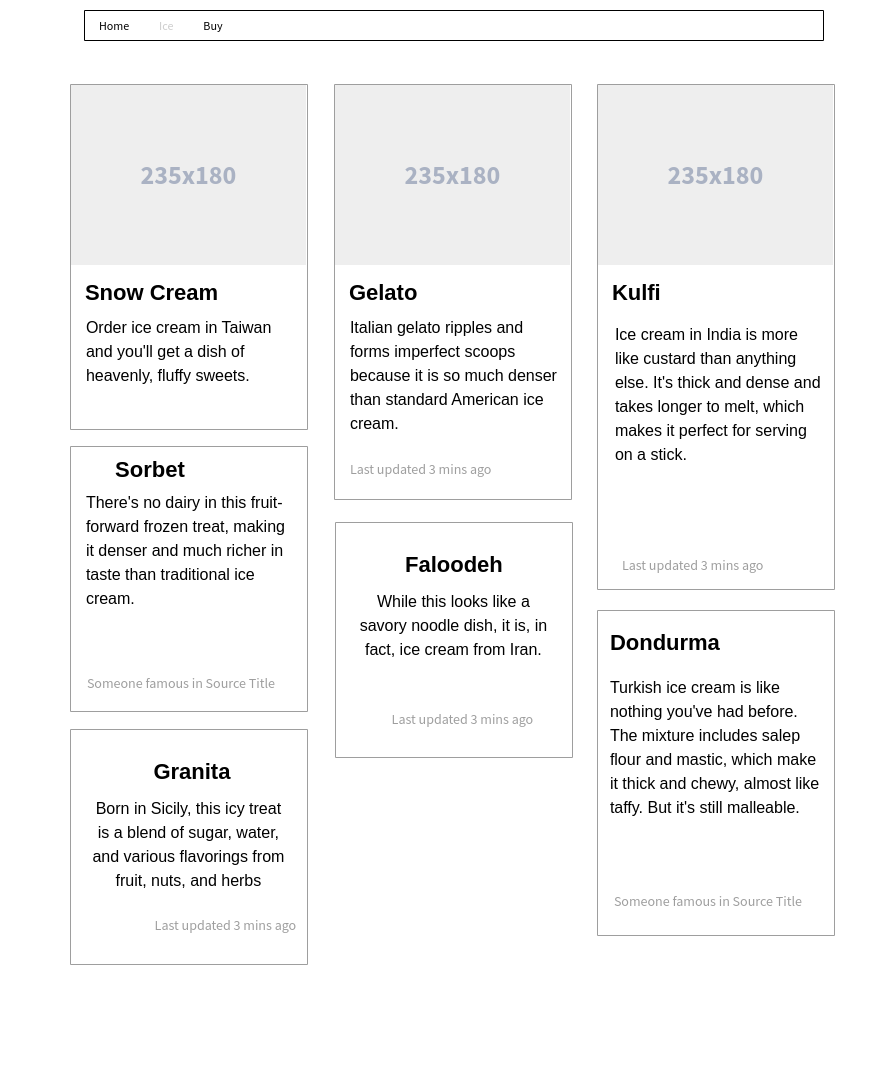 Home Ice Buy
235x180
Snow Cream
Order ice cream in Taiwan
and you'll get a dish of
heavenly, fluffy sweets.
Sorbet
There's no dairy in this fruit-
forward frozen treat, making
it denser and much richer in
taste than traditional ice
cream.
Someone famous in Source Title
Granita
Born in Sicily, this icy treat
is a blend of sugar, water,
and various flavorings from
fruit, nuts, and herbs
Last updated 3 mins ago
235x180
Gelato
Italian gelato ripples and
forms imperfect scoops
because it is so much denser
than standard American ice
cream.
Last updated 3 mins ago
Faloodeh
While this looks like a
savory noodle dish, it is, in
fact, ice cream from Iran.
Last updated 3 mins ago
235x180
Kulfi
Ice cream in India is more
like custard than anything
else. It's thick and dense and
takes longer to melt, which
makes it perfect for serving
on a stick.
Last updated 3 mins ago
Dondurma
Turkish ice cream is like
nothing you've had before.
The mixture includes salep
flour and mastic, which make
it thick and chewy, almost like
taffy. But it's still malleable.
Someone famous in Source Title